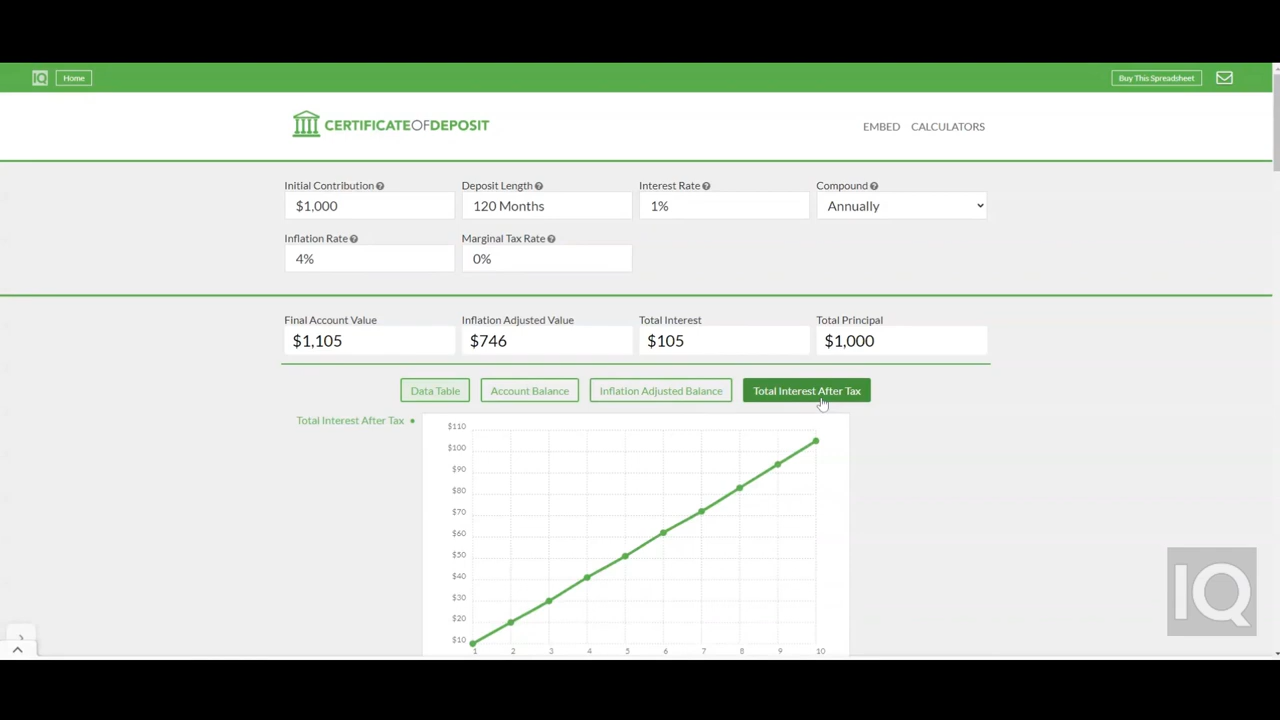 IQ Home Buy This Spreadsheet
CERTIFICATEOFDEPOSIT EMBED CALCULATORS
Initial Contribution Deposit Length Interest Rate Compound
$1,000 120 Months 1% Annually
Inflation Rate Marginal Tax Rate
4% 0%
Final Account Value Inflation Adjusted Value Total Interest Total Principal
$1,105 $746 $105 $1,000
Data Table Account Balance Inflation Adjusted Balance Total Interest After Tax
Total Interest After Tax
$110
$100
$90
$80
$70
$60
$50
$40
$30
$20
$10
1 2 3 4 5 6 7 8 9 10
IQ